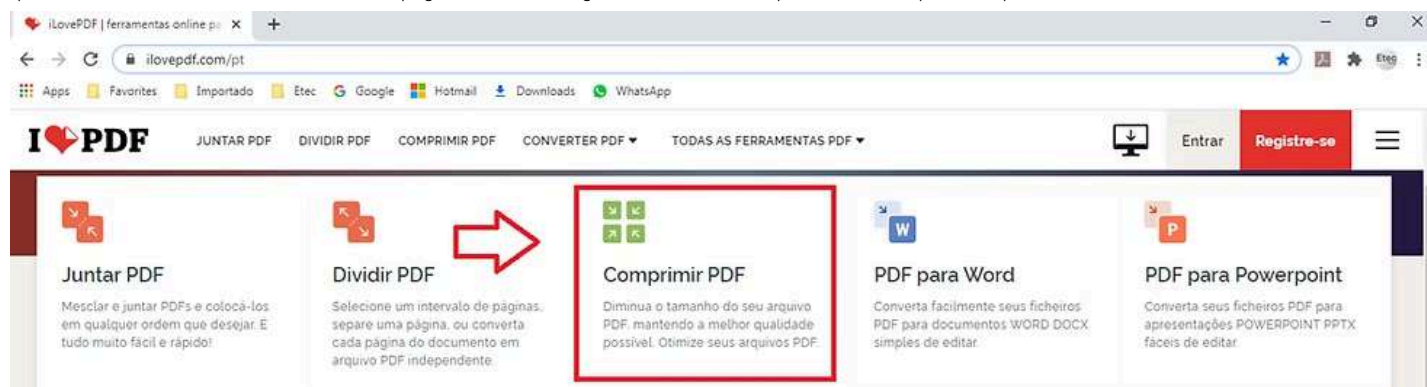 iLovePDF | ferramentas online pa
ilovepdf.com/pt
Eteg
Apps Favorites Importado Etec Google Hotmail Downloads WhatsApp
I PDF JUNTAR PDF DIVIDIR PDF COMPRIMIR PDF CONVERTER PDF TODAS AS FERRAMENTAS PDF Entrar Registre-se
W
P
Juntar PDF
Mesclar e juntar PDFs e colocá-los
em qualquer ordem que desejar. E
tudo muito fácil e rápido!
Dividir PDF
Selecione um intervalo de páginas,
separe uma página, ou converta
cada página do documento em
arquivo PDF independente.
Comprimir PDF
Diminua o tamanho do seu arquivo
PDF, mantendo a melhor qualidade
possível. Otimize seus arquivos PDF.
PDF para Word
Converta facilmente seus ficheiros
PDF para documentos WORD DOCX
simples de editar.
PDF para Powerpoint
Converta seus ficheiros PDF para
apresentações POWERPOINT PPTX
fáceis de editar.